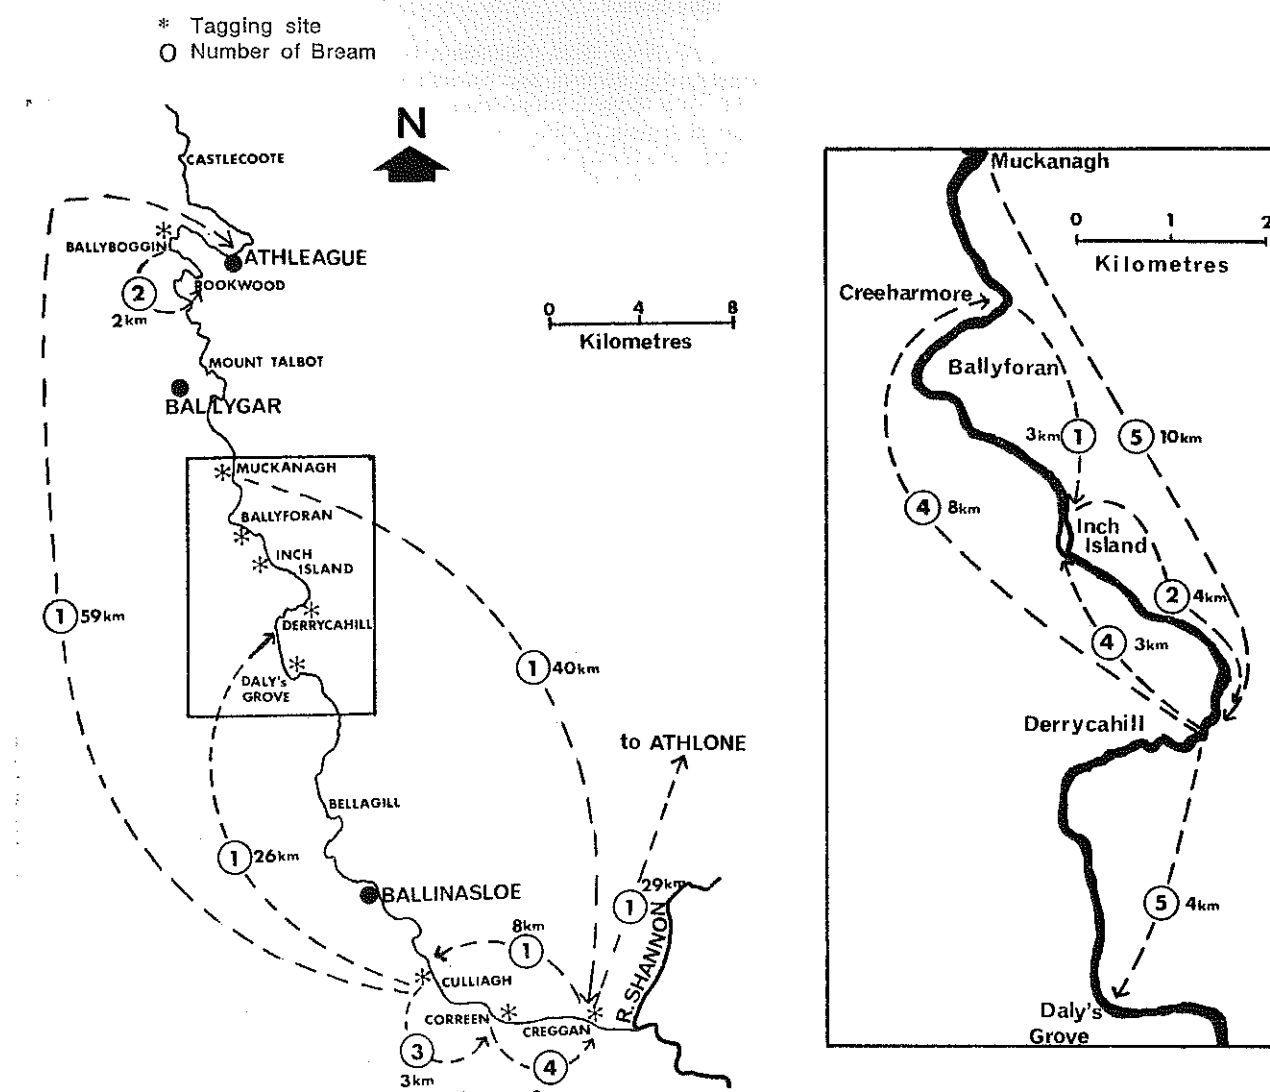 * Tagging site
O Number of Bream
N
CASTLECOOTE
BALLYBOGGIN
ATHLEAGUE
ROOKWOOD
2
2km
0 4 8
Kilometres
MOUNT TALBOT
BALLYGAR
MUCKANAGH
BALLYFORAN
INCH
ISLAND
DERRYCAHILL
DALY's
GROVE
1 59km
1 40km
to ATHLONE
BELLAGILL
1 26km
BALLINASLOE
29km
1
8km
1
R. SHANNON
CULLIAGH
CORREEN
CREGGAN
3
3km
4
Muckanagh
0 1 2
Kilometres
Creeharmore
Ballyforan
3km 1
5 10km
4 8km
Inch
Island
2 4km
4 3km
Derrycahill
5 4km
Daly's
Grove